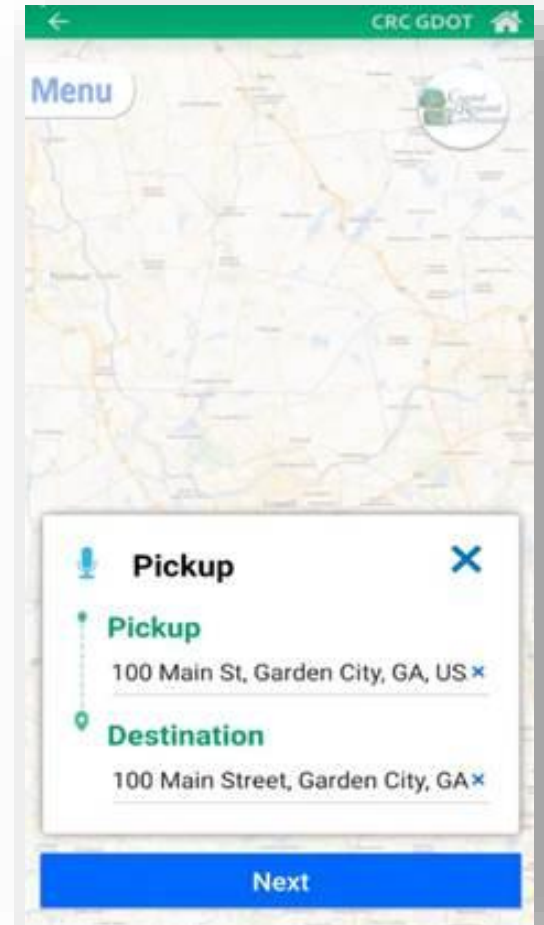 CRC GDOT
Menu
Pickup
Pickup
100 Main St, Garden City, GA, US
Destination
100 Main Street, Garden City, GA
Next